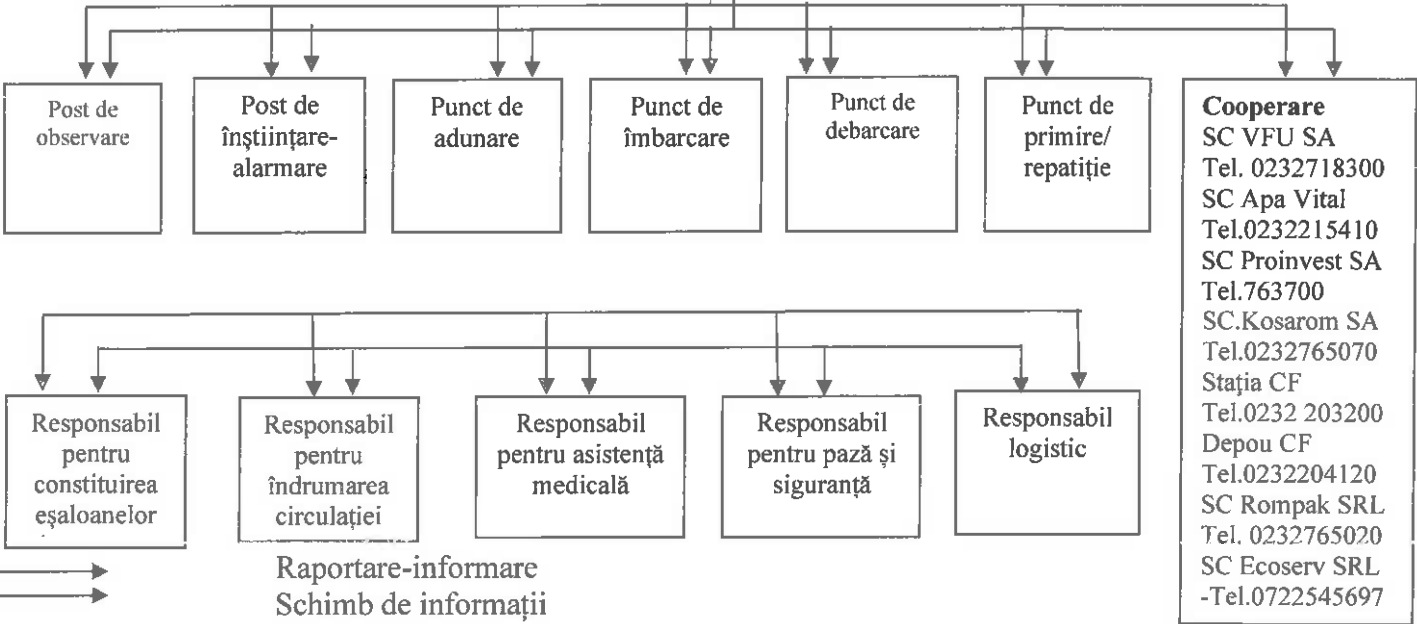 Post de
observare
Post de
înștiințare-
alarmare
Punct de
adunare
Punct de
îmbarcare
Punct de
debarcare
Punct de
primire/
repatiție
Cooperare
SC VFU SA
Tel. 0232718300
SC Apa Vital
Tel.0232215410
SC Proinvest SA
Tel.763700
SC.Kosarom SA
Tel.0232765070
Stația CF
Tel.0232 203200
Depou CF
Tel.0232204120
SC Rompak SRL
Tel. 0232765020
SC Ecoserv SRL
-Tel.0722545697
Responsabil
pentru
constituirea
eșaloanelor
Responsabil
pentru
îndrumarea
circulației
Responsabil
pentru asistență
medicală
Responsabil
pentru pază și
siguranță
Responsabil
logistic
Raportare-informare
Schimb de informații